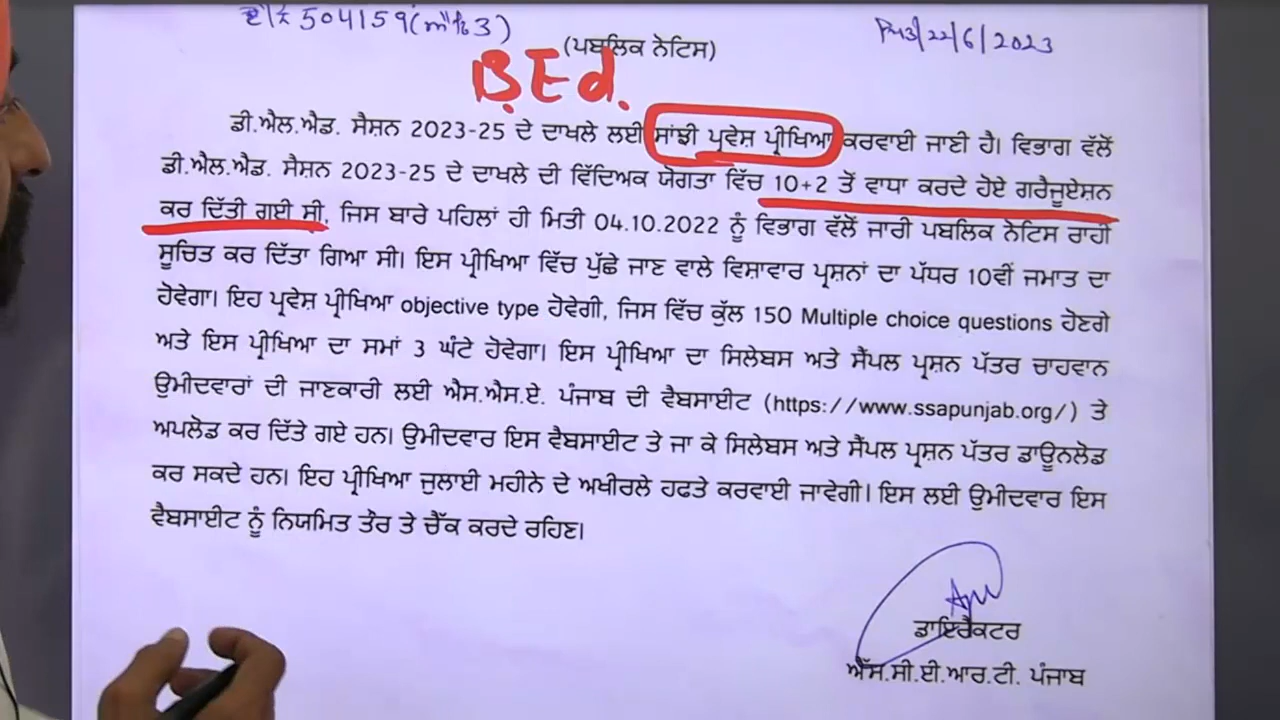 504159
22/6/2023
(ਪਬਲਿਕ ਨੋਟਿਸ)
B.Ed.
ਡੀ.ਐਲ.ਐਡ. ਸੈਸ਼ਨ 2023-25 ਦੇ ਦਾਖਲੇ ਲਈ ਸਾਂਝੀ ਪ੍ਰਵੇਸ਼ ਪ੍ਰੀਖਿਆ ਕਰਵਾਈ ਜਾਣੀ ਹੈ। ਵਿਭਾਗ ਵੱਲੋਂ
ਡੀ.ਐਲ.ਐਡ. ਸੈਸ਼ਨ 2023-25 ਦੇ ਦਾਖਲੇ ਦੀ ਵਿੱਦਿਅਕ ਯੋਗਤਾ ਵਿੱਚ 10+2 ਤੋਂ ਵਾਧਾ ਕਰਦੇ ਹੋਏ ਗਰੈਜੂਏਸ਼ਨ
ਕਰ ਦਿੱਤੀ ਗਈ ਸੀ, ਜਿਸ ਬਾਰੇ ਪਹਿਲਾਂ ਹੀ ਮਿਤੀ 04.10.2022 ਨੂੰ ਵਿਭਾਗ ਵੱਲੋਂ ਜਾਰੀ ਪਬਲਿਕ ਨੋਟਿਸ ਰਾਹੀਂ
ਸੂਚਿਤ ਕਰ ਦਿੱਤਾ ਗਿਆ ਸੀ। ਇਸ ਪ੍ਰੀਖਿਆ ਵਿੱਚ ਪੁੱਛੇ ਜਾਣ ਵਾਲੇ ਵਿਸ਼ਾਵਾਰ ਪ੍ਰਸ਼ਨਾਂ ਦਾ ਪੱਧਰ 10ਵੀਂ ਜਮਾਤ ਦਾ
ਹੋਵੇਗਾ। ਇਹ ਪ੍ਰਵੇਸ਼ ਪ੍ਰੀਖਿਆ objective type ਹੋਵੇਗੀ, ਜਿਸ ਵਿੱਚ ਕੁੱਲ 150 Multiple choice questions ਹੋਣਗੇ
ਅਤੇ ਇਸ ਪ੍ਰੀਖਿਆ ਦਾ ਸਮਾਂ 3 ਘੰਟੇ ਹੋਵੇਗਾ। ਇਸ ਪ੍ਰੀਖਿਆ ਦਾ ਸਿਲੇਬਸ ਅਤੇ ਸੈਂਪਲ ਪ੍ਰਸ਼ਨ ਪੱਤਰ ਚਾਹਵਾਨ
ਉਮੀਦਵਾਰਾਂ ਦੀ ਜਾਣਕਾਰੀ ਲਈ ਐਸ.ਐਸ.ਏ. ਪੰਜਾਬ ਦੀ ਵੈਬਸਾਈਟ (https://www.ssapunjab.org/) ਤੇ
ਅਪਲੋਡ ਕਰ ਦਿੱਤੇ ਗਏ ਹਨ। ਉਮੀਦਵਾਰ ਇਸ ਵੈਬਸਾਈਟ ਤੇ ਜਾ ਕੇ ਸਿਲੇਬਸ ਅਤੇ ਸੈਂਪਲ ਪ੍ਰਸ਼ਨ ਪੱਤਰ ਡਾਊਨਲੋਡ
ਕਰ ਸਕਦੇ ਹਨ। ਇਹ ਪ੍ਰੀਖਿਆ ਜੁਲਾਈ ਮਹੀਨੇ ਦੇ ਅਖੀਰਲੇ ਹਫਤੇ ਕਰਵਾਈ ਜਾਵੇਗੀ। ਇਸ ਲਈ ਉਮੀਦਵਾਰ ਇਸ
ਵੈਬਸਾਈਟ ਨੂੰ ਨਿਯਮਿਤ ਤੌਰ ਤੇ ਚੈੱਕ ਕਰਦੇ ਰਹਿਣ।
ਡਾਇਰੈਕਟਰ
ਐੱਸ.ਸੀ.ਈ.ਆਰ.ਟੀ. ਪੰਜਾਬ